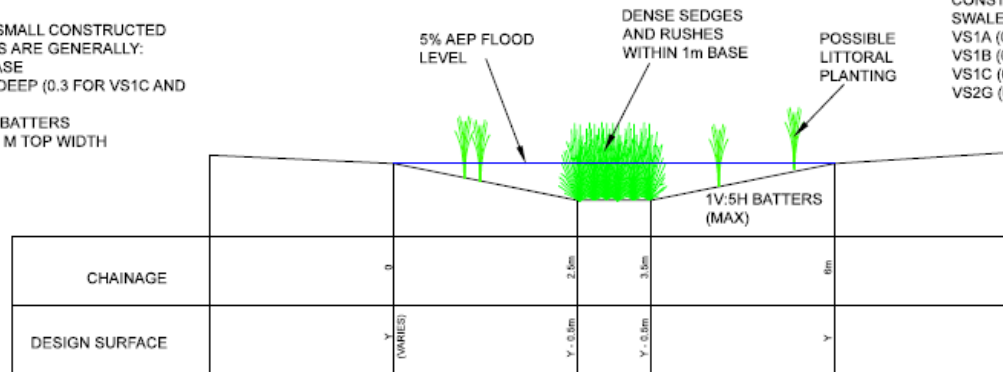 SMALL CONSTRUCTED
S ARE GENERALLY:
ASE
DEEP (0.3 FOR VS1C AND
BATTERS
M TOP WIDTH
5% AEP FLOOD
LEVEL
DENSE SEDGES
AND RUSHES
WITHIN 1m BASE
POSSIBLE
LITTORAL
PLANTING
CONST
SWALE
VS1A (
VS1B (
VS1C (
VS2G (
1V:5H BATTERS
(MAX)
CHAINAGE
0
2.5m
3.5m
6m
DESIGN SURFACE
Y
(VARIES)
Y - 0.5m
Y - 0.5m
Y